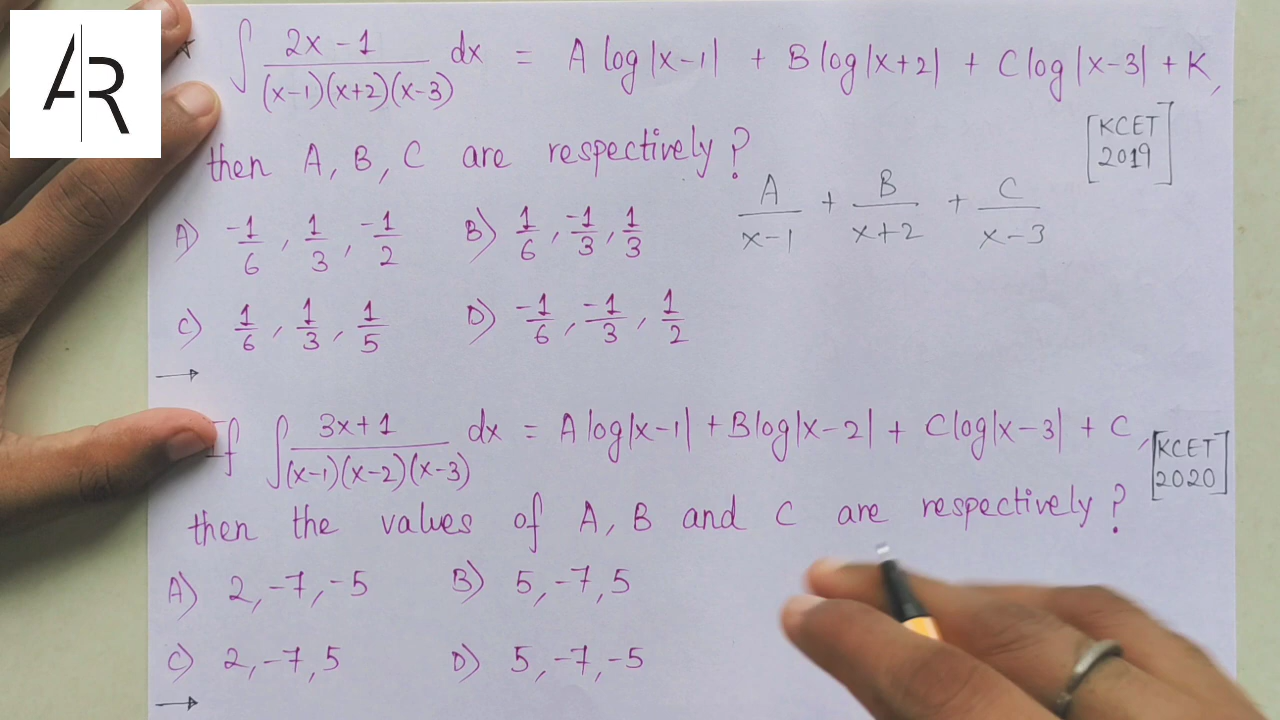 AR
∫ (2x - 1)/((x-1)(x+2)(x-3)) dx = A log|x-1| + B log|x+2| + C log|x-3| + K,
[KCET 2019]
then A, B, C are respectively?
A/(x-1) + B/(x+2) + C/(x-3)
A) -1/6, 1/3, -1/2 B) 1/6, -1/3, 1/3
C) 1/6, 1/3, 1/5 D) -1/6, -1/3, 1/2
→
If ∫ (3x+1)/((x-1)(x-2)(x-3)) dx = A log|x-1| + B log|x-2| + C log|x-3| + C,
[KCET 2020]
then the values of A, B and C are respectively?
A) 2, -7, -5 B) 5, -7, 5
C) 2, -7, 5 D) 5, -7, -5
→